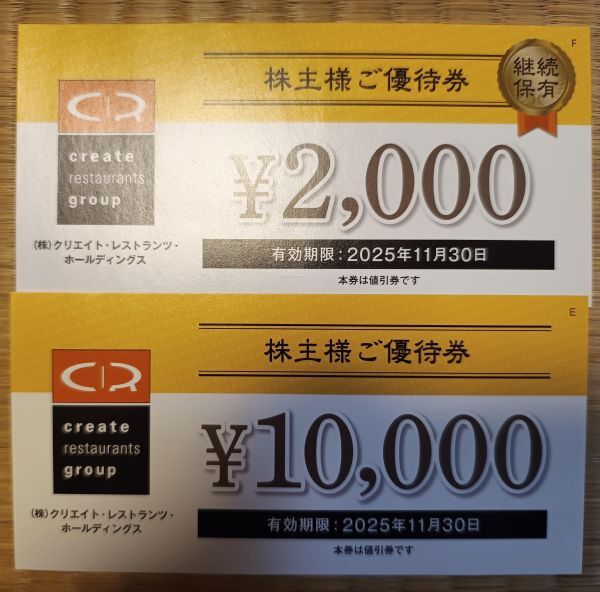 F
株主様ご優待券
継続
保有
CR
create
restaurants
group
¥2,000
(株)クリエイト・レストランツ・
ホールディングス
有効期限:2025年11月30日
本券は値引券です
E
株主様ご優待券
CR
create
restaurants
group
¥10,000
(株)クリエイト・レストランツ・
ホールディングス
有効期限:2025年11月30日
本券は値引券です